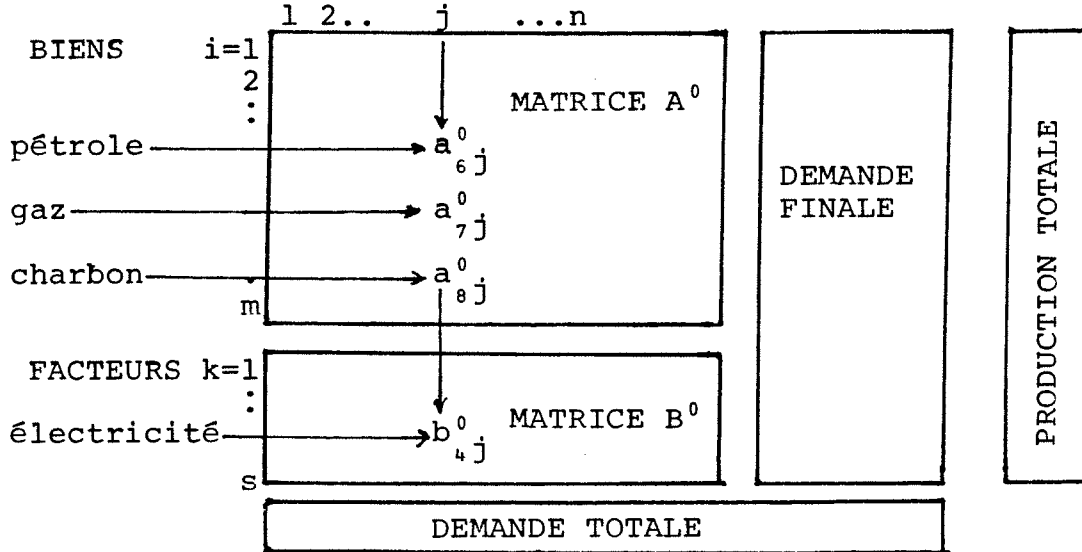 1 2.. j ...n
BIENS i=1
2
:
MATRICE A⁰
pétrole a⁰₆j
gaz a⁰₇j
charbon a⁰₈j
.
m
DEMANDE
FINALE
PRODUCTION TOTALE
FACTEURS k=1
:
électricité b⁰₄j
MATRICE B⁰
s
DEMANDE TOTALE